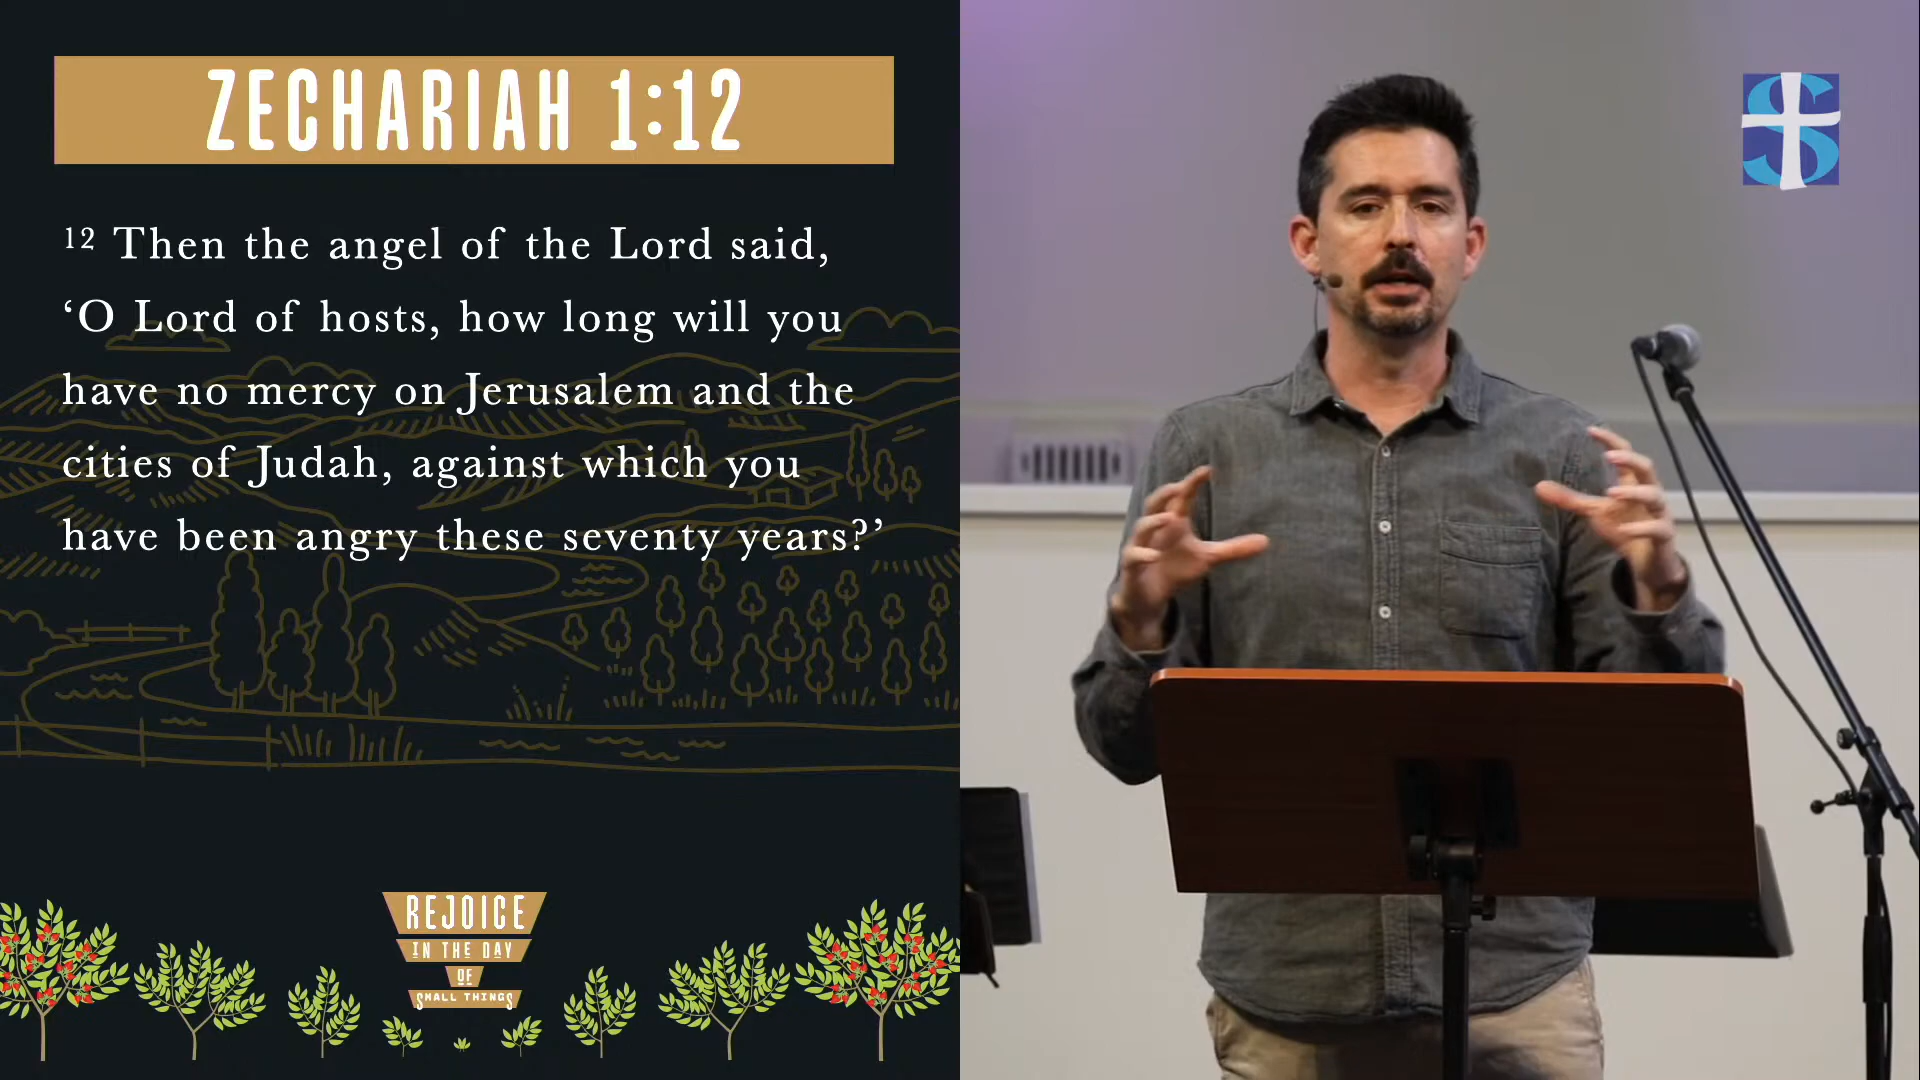 ZECHARIAH 1:12
12 Then the angel of the Lord said,
‘O Lord of hosts, how long will you
have no mercy on Jerusalem and the
cities of Judah, against which you
have been angry these seventy years?’
REJOICE
IN THE DAY
OF
SMALL THINGS
S